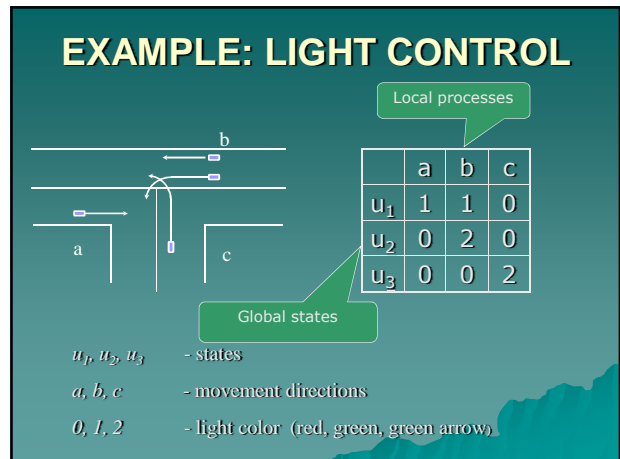 EXAMPLE: LIGHT CONTROL
Local processes
b
a
c
a b c
u₁ 1 1 0
u₂ 0 2 0
u₃ 0 0 2
Global states
u₁, u₂, u₃ - states
a, b, c - movement directions
0, 1, 2 - light color (red, green, green arrow)